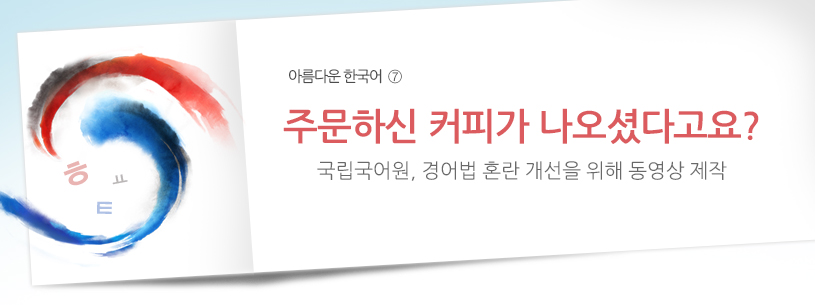 아름다운 한국어 ⑦
주문하신 커피가 나오셨다고요?
국립국어원, 경어법 혼란 개선을 위해 동영상 제작
ㅎ ㅛ
ㅌ